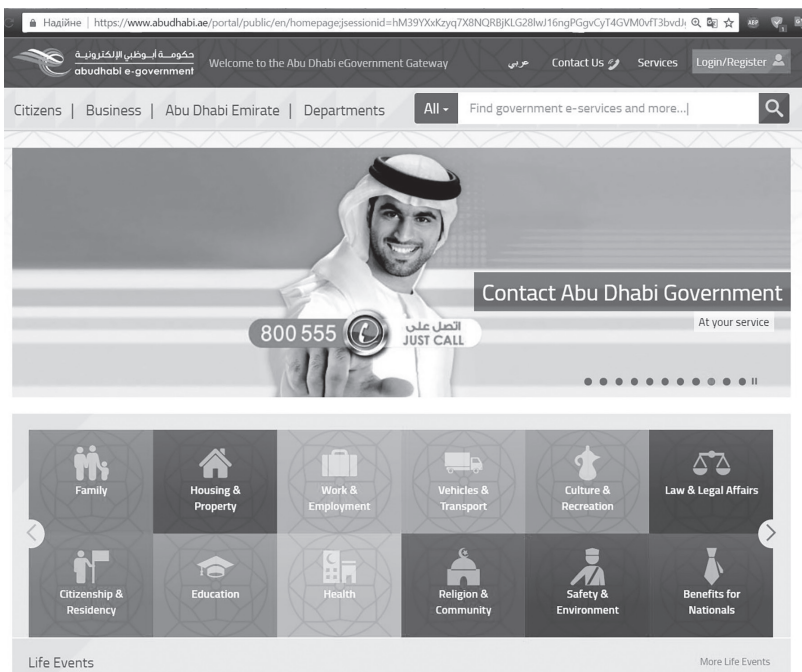 Надійне https://www.abudhabi.ae/portal/public/en/homepage;jsessionid=hM39YXxKzyq7X8NQRBjKLG28lwJ16ngPGgvCyT4GVM0vfT3bvdJ
ABP
1
حكومة أبوظبي الإلكترونية
abudhabi e-government
Welcome to the Abu Dhabi eGovernment Gateway
عربي
Contact Us
Services
Login/Register
Citizens | Business | Abu Dhabi Emirate | Departments
All
Find government e-services and more...
Contact Abu Dhabi Government
At your service
800 555
اتصل على
JUST CALL
Family
Housing &
Property
Work &
Employment
Vehicles &
Transport
Culture &
Recreation
Law & Legal Affairs
Citizenship &
Residency
Education
Health
Religion &
Community
Safety &
Environment
Benefits for
Nationals
Life Events
More Life Events